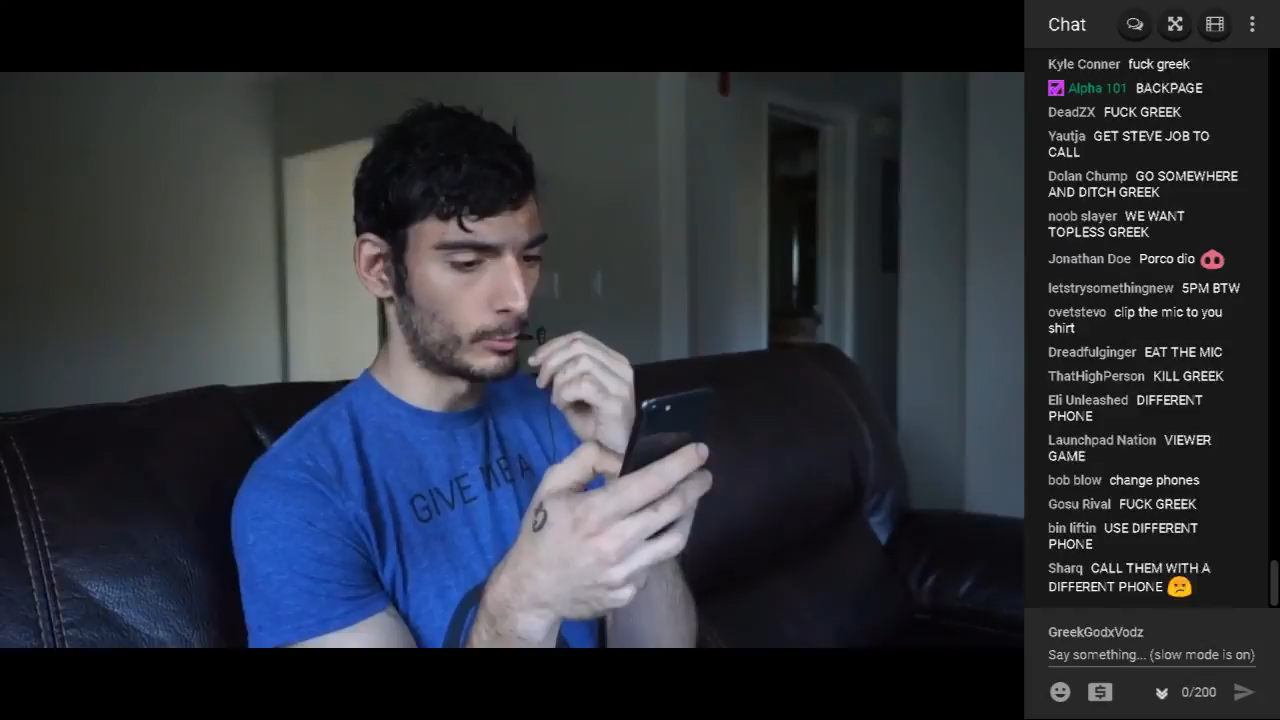 GIVE ME A
Chat
Kyle Conner fuck greek
Alpha 101 BACKPAGE
DeadZX FUCK GREEK
Yautja GET STEVE JOB TO
CALL
Dolan Chump GO SOMEWHERE
AND DITCH GREEK
noob slayer WE WANT
TOPLESS GREEK
Jonathan Doe Porco dio
letstrysomethingnew 5PM BTW
ovetstevo clip the mic to you
shirt
Dreadfulginger EAT THE MIC
ThatHighPerson KILL GREEK
Eli Unleashed DIFFERENT
PHONE
Launchpad Nation VIEWER
GAME
bob blow change phones
Gosu Rival FUCK GREEK
bin liftin USE DIFFERENT
PHONE
Sharq CALL THEM WITH A
DIFFERENT PHONE
GreekGodxVodz
Say something... (slow mode is on)
0/200